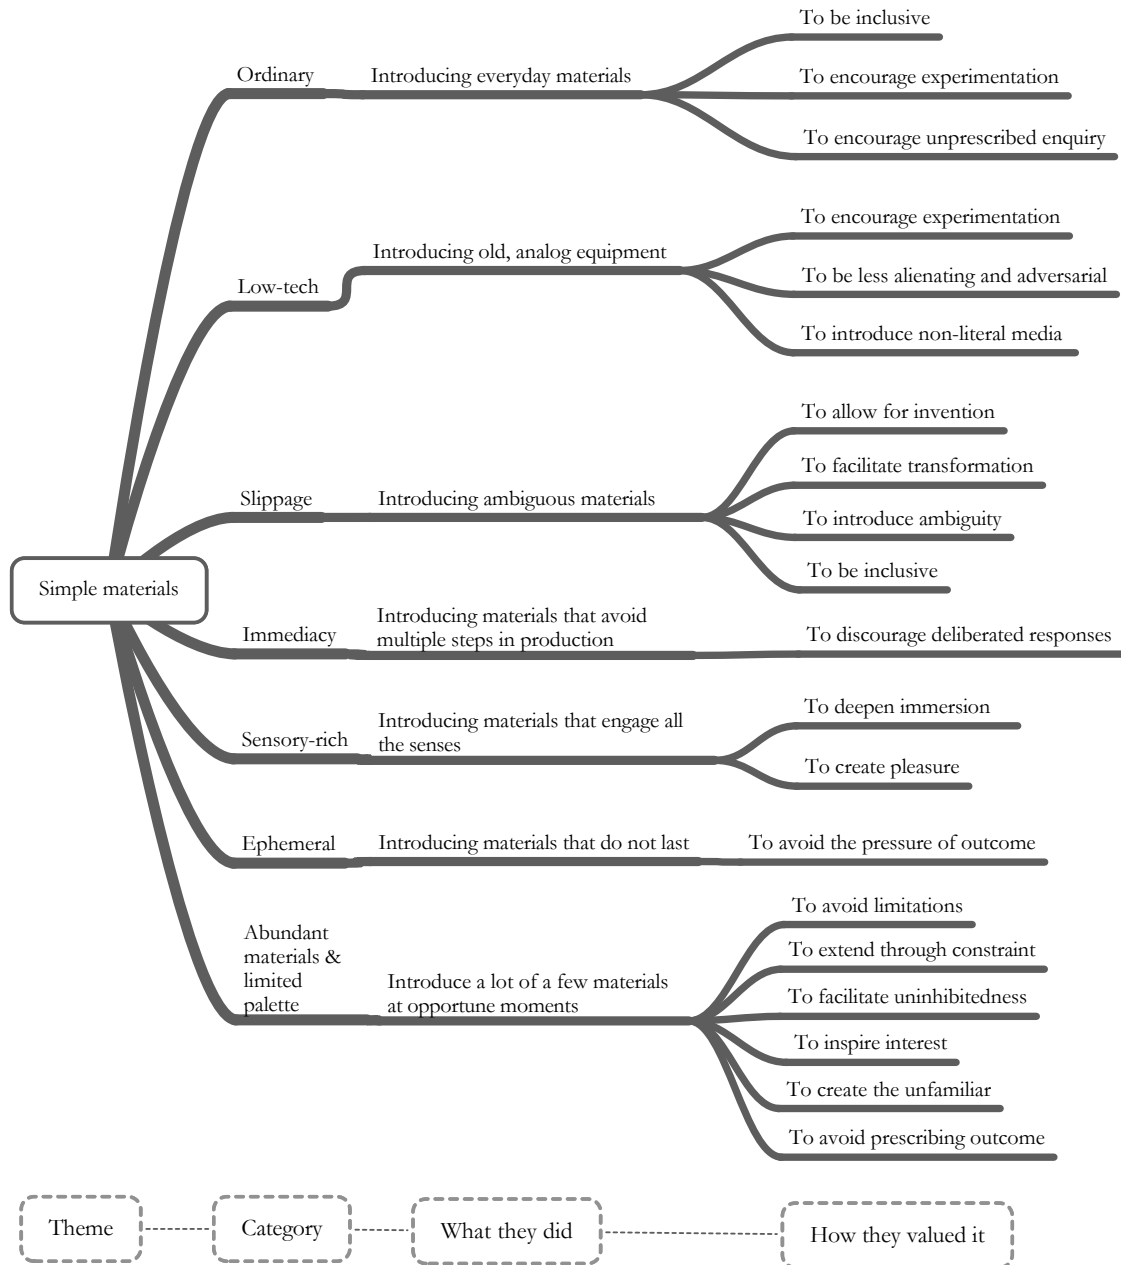 To be inclusive
Ordinary
Introducing everyday materials
To encourage experimentation
To encourage unprescribed enquiry
To encourage experimentation
Introducing old, analog equipment
Low-tech
To be less alienating and adversarial
To introduce non-literal media
To allow for invention
To facilitate transformation
Slippage
Introducing ambiguous materials
To introduce ambiguity
To be inclusive
Simple materials
Immediacy
Introducing materials that avoid
multiple steps in production
To discourage deliberated responses
Sensory-rich
Introducing materials that engage all
the senses
To deepen immersion
To create pleasure
Ephemeral
Introducing materials that do not last
To avoid the pressure of outcome
Abundant
materials &
limited
palette
Introduce a lot of a few materials
at opportune moments
To avoid limitations
To extend through constraint
To facilitate uninhibitedness
To inspire interest
To create the unfamiliar
To avoid prescribing outcome
Theme
Category
What they did
How they valued it